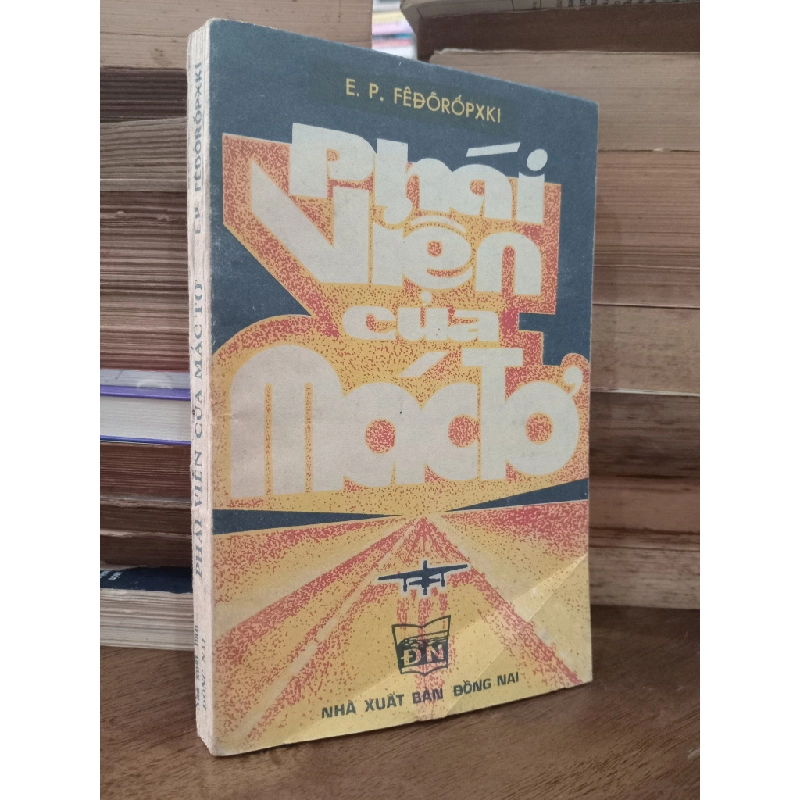 E. P. FÊĐÔRỐPXKI
Phái
Viên
của
Mác Tơ
ĐN
NHÀ XUẤT BẢN ĐỒNG NAI
PHÁI VIÊN CỦA MÁC TƠ E.P. FÊĐÔRỐPXKI